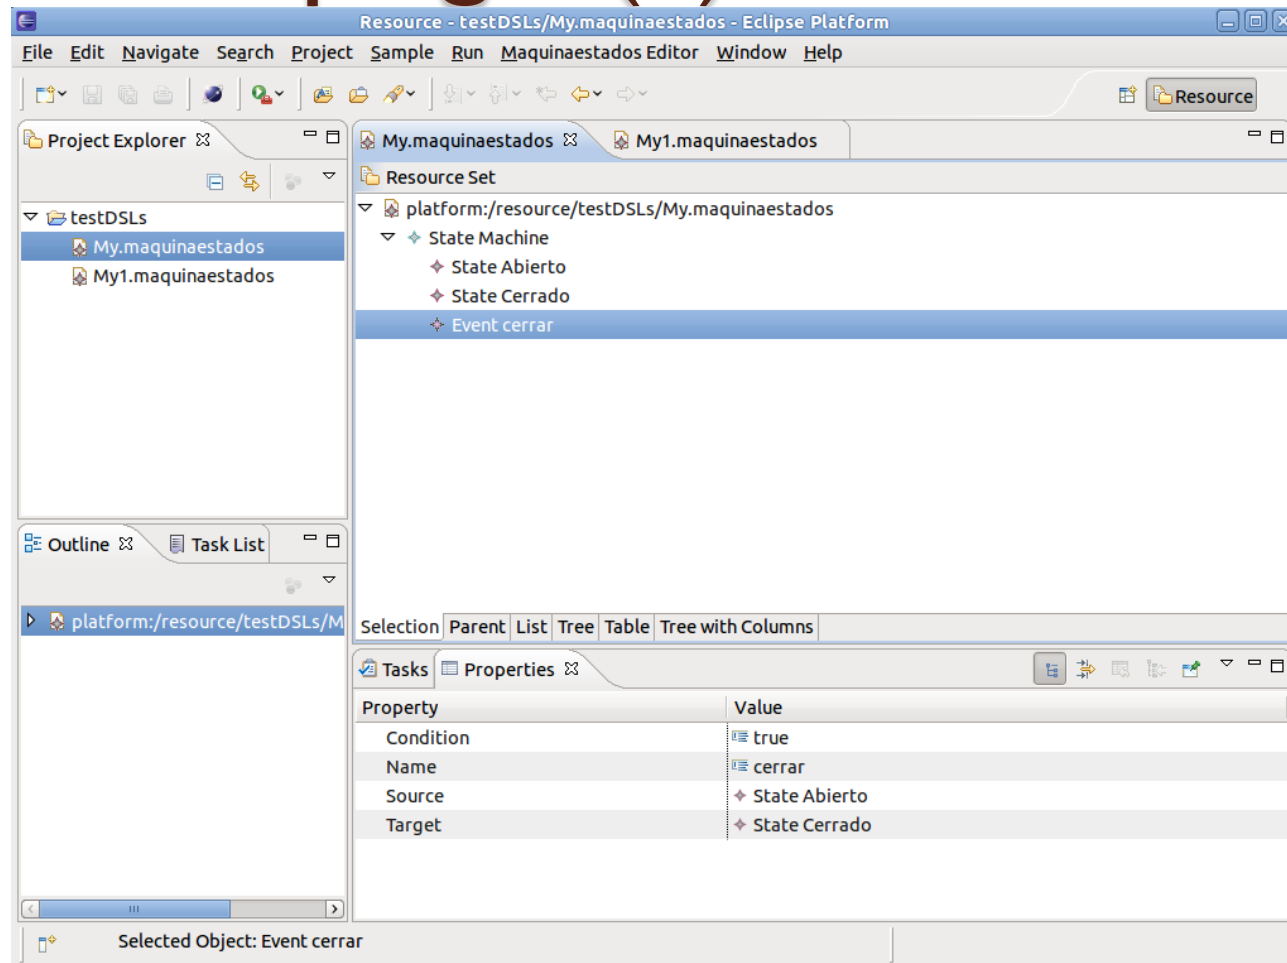 Resource - testDSLs/My.maquinaestados - Eclipse Platform
File Edit Navigate Search Project Sample Run Maquinaestados Editor Window Help
Resource
Project Explorer
testDSLs
My.maquinaestados
My1.maquinaestados
My.maquinaestados My1.maquinaestados
Resource Set
platform:/resource/testDSLs/My.maquinaestados
State Machine
State Abierto
State Cerrado
Event cerrar
Outline Task List
platform:/resource/testDSLs/M
Selection Parent List Tree Table Tree with Columns
Tasks Properties
Property Value
Condition true
Name cerrar
Source State Abierto
Target State Cerrado
Selected Object: Event cerrar